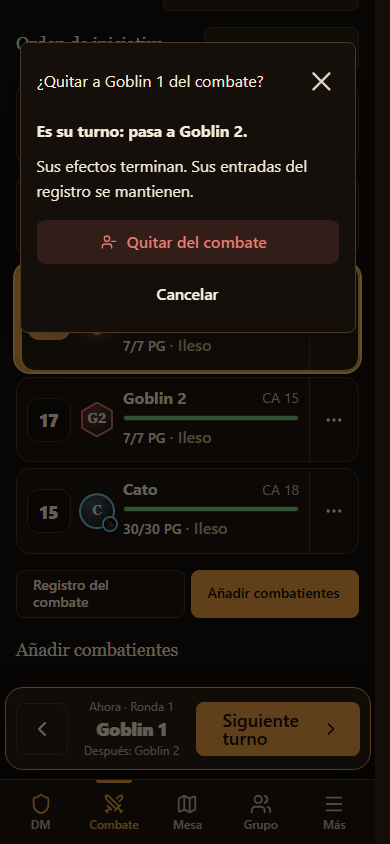 Orden de iniciativa
¿Quitar a Goblin 1 del combate?
Es su turno: pasa a Goblin 2.
Sus efectos terminan. Sus entradas del
registro se mantienen.
Quitar del combate
Cancelar
7/7 PG · Ileso
17
G2
Goblin 2
CA 15
7/7 PG · Ileso
15
C
Cato
CA 18
30/30 PG · Ileso
Registro del
combate
Añadir combatientes
Añadir combatientes
Ahora · Ronda 1
Goblin 1
Después: Goblin 2
Siguiente
turno
DM
Combate
Mesa
Grupo
Más